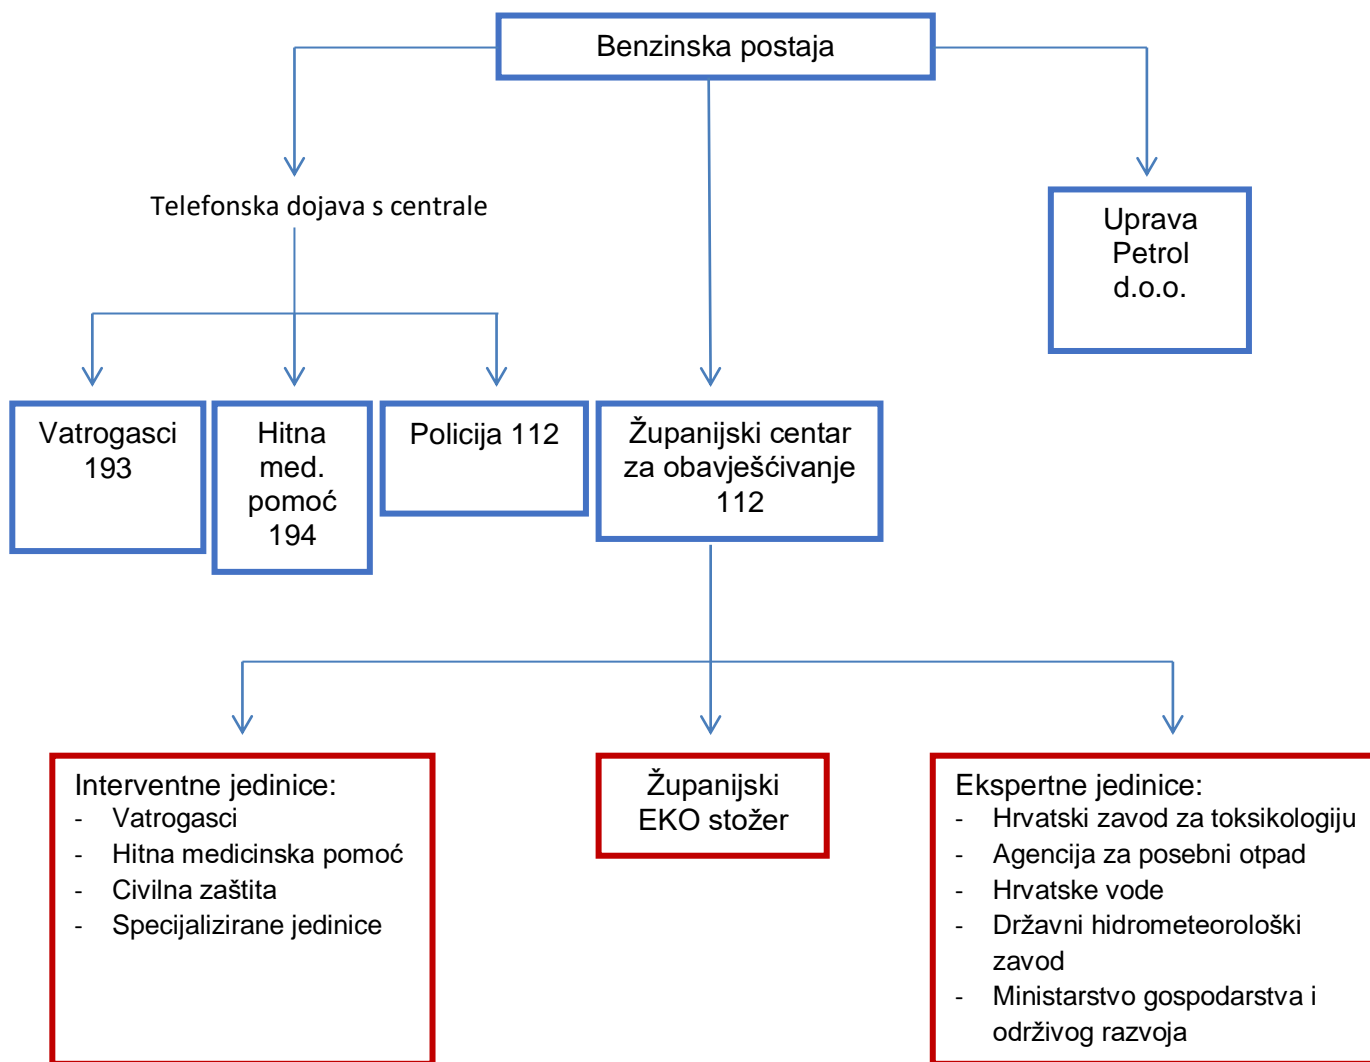 Benzinska postaja
Telefonska dojava s centrale
Uprava
Petrol
d.o.o.
Vatrogasci
193
Hitna
med.
pomoć
194
Policija 112
Županijski centar
za obavješćivanje
112
Interventne jedinice:
- Vatrogasci
- Hitna medicinska pomoć
- Civilna zaštita
- Specijalizirane jedinice
Županijski
EKO stožer
Ekspertne jedinice:
- Hrvatski zavod za toksikologiju
- Agencija za posebni otpad
- Hrvatske vode
- Državni hidrometeorološki
zavod
- Ministarstvo gospodarstva i
održivog razvoja